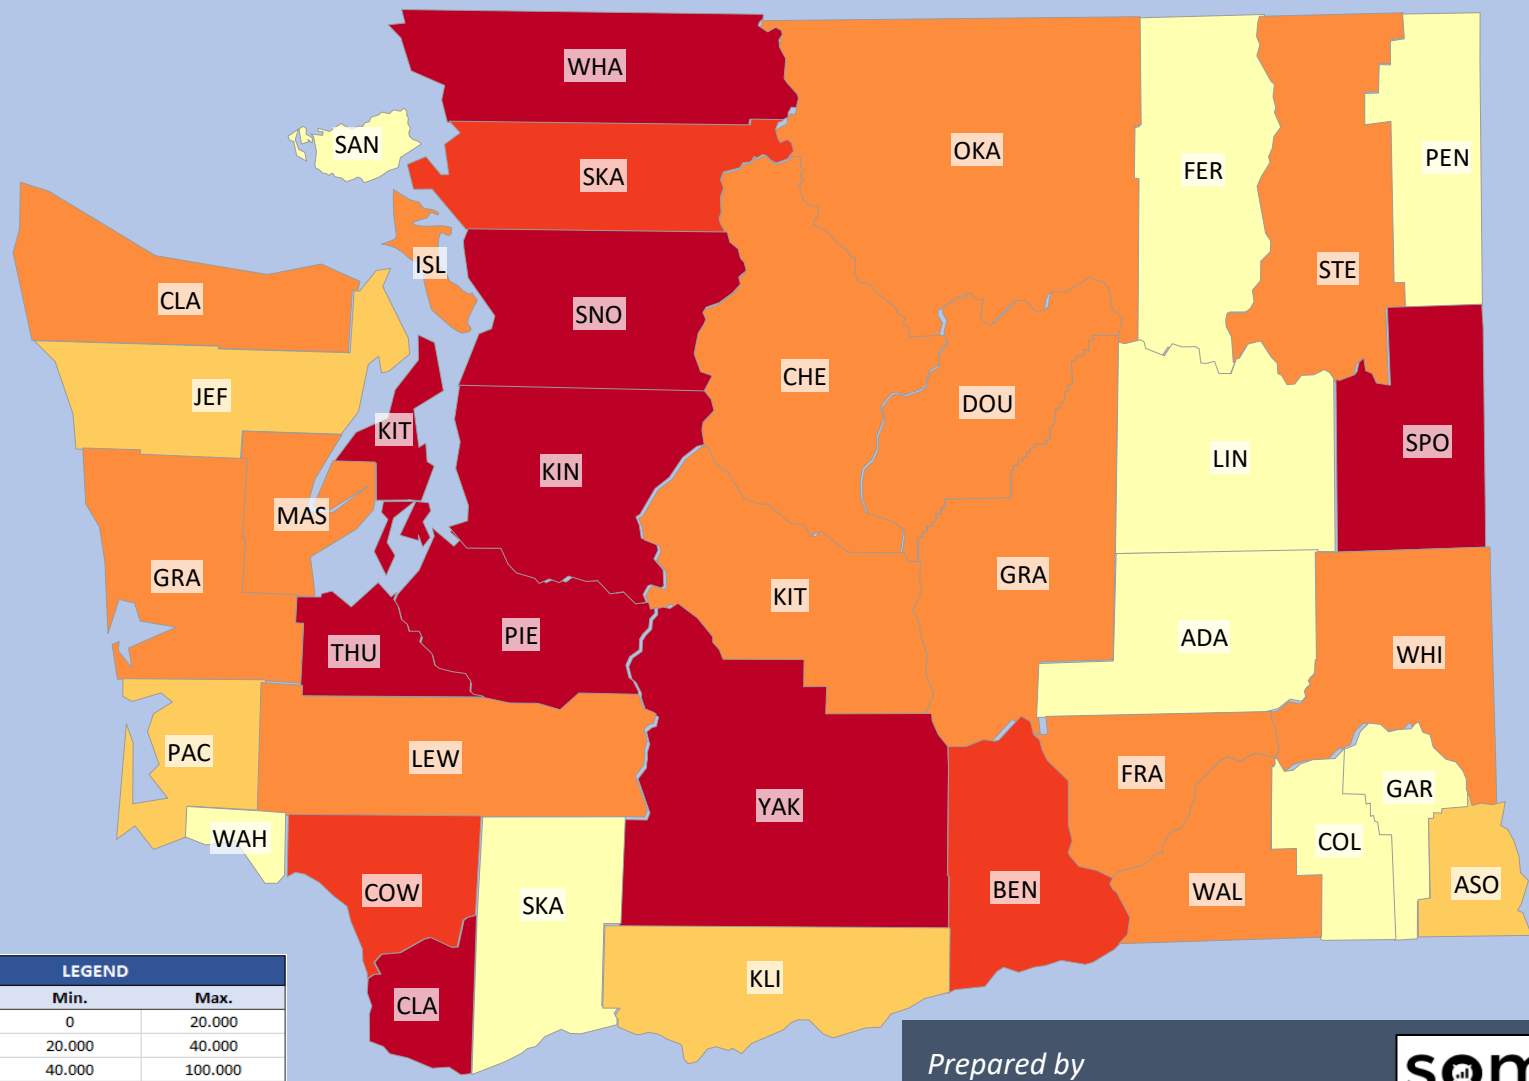 WHA
SAN
OKA
PEN
FER
SKA
ISL
STE
CLA
SNO
CHE
JEF
DOU
KIT
SPO
LIN
KIN
MAS
GRA
GRA
KIT
PIE
ADA
THU
WHI
PAC
LEW
FRA
GAR
YAK
WAH
COL
ASO
COW
BEN
WAL
SKA
KLI
CLA
LEGEND
Min. Max.
0 20.000
20.000 40.000
40.000 100.000
Prepared by